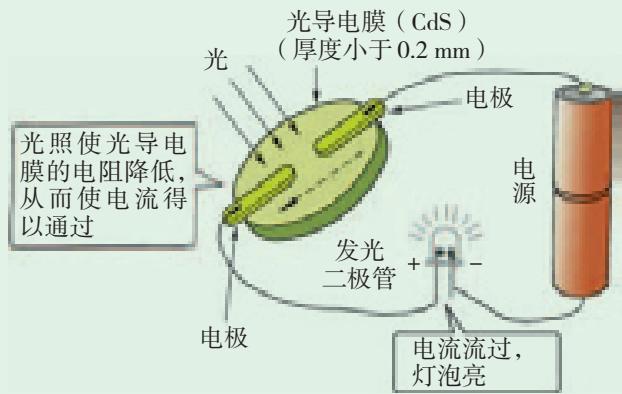 光导电膜（CdS）
（厚度小于 0.2 mm）
光
电极
光照使光导电
膜的电阻降低，
从而使电流得
以通过
电
源
发光
二极管
+
−
电极
电流流过，
灯泡亮